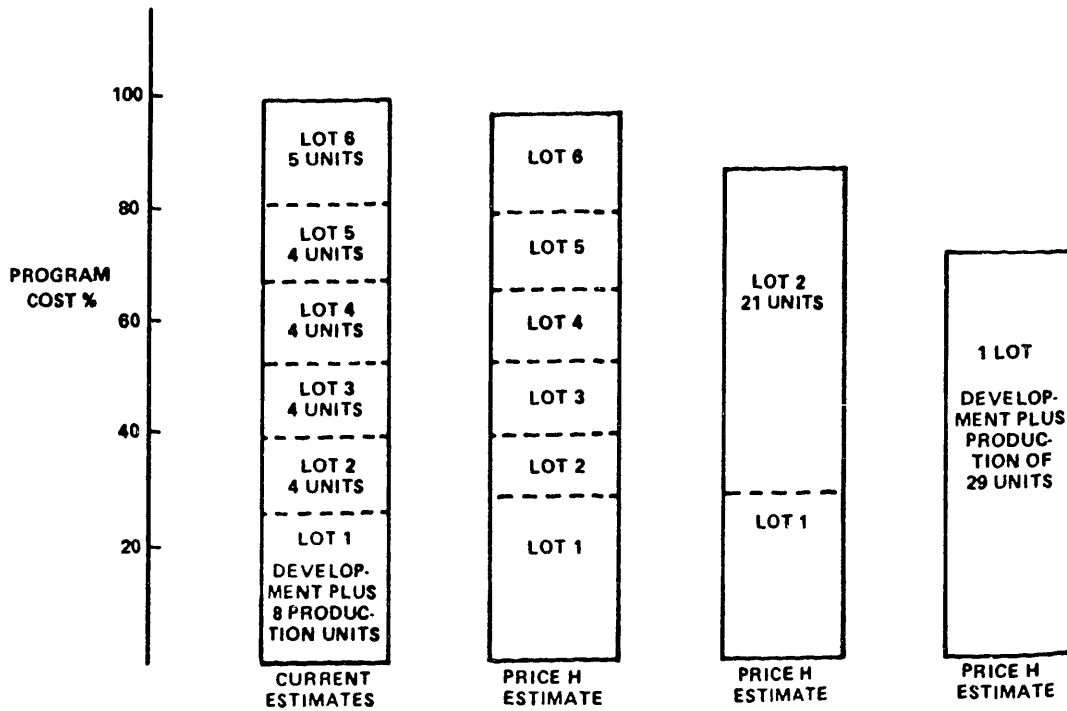 100
80
60
40
20
PROGRAM
COST %
LOT 6
5 UNITS
LOT 5
4 UNITS
LOT 4
4 UNITS
LOT 3
4 UNITS
LOT 2
4 UNITS
LOT 1
DEVELOP-
MENT PLUS
8 PRODUC-
TION UNITS
CURRENT
ESTIMATES
LOT 6
LOT 5
LOT 4
LOT 3
LOT 2
LOT 1
PRICE H
ESTIMATE
LOT 2
21 UNITS
LOT 1
PRICE H
ESTIMATE
1 LOT
DEVELOP-
MENT PLUS
PRODUC-
TION OF
29 UNITS
PRICE H
ESTIMATE